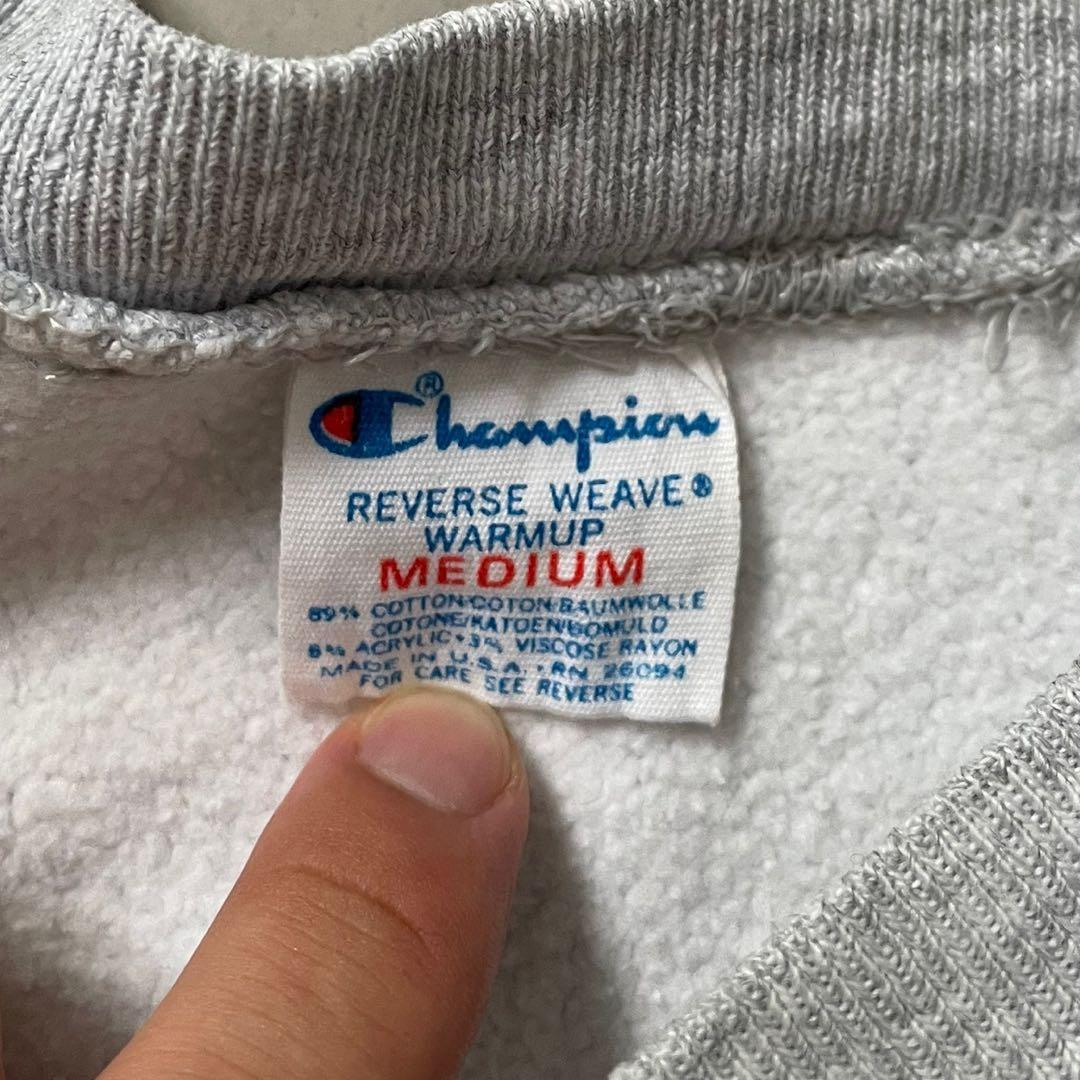 Champion®
REVERSE WEAVE®
WARMUP
MEDIUM
89% COTTON/COTON/BAUMWOLLE
COTONE/KATOEN/BOMULD
8% ACRYLIC • 3% VISCOSE RAYON
MADE IN U.S.A. • RN 26094
FOR CARE SEE REVERSE